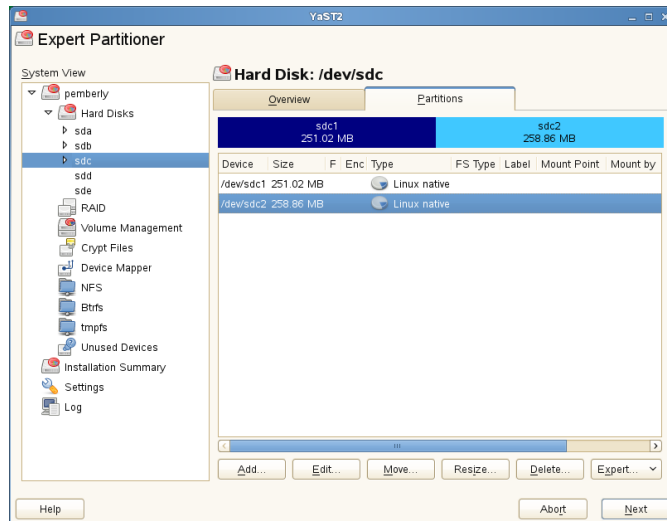 YaST2
Expert Partitioner
System View
pemberly
Hard Disks
sda
sdb
sdc
sdd
sde
RAID
Volume Management
Crypt Files
Device Mapper
NFS
Btrfs
tmpfs
Unused Devices
Installation Summary
Settings
Log
Hard Disk: /dev/sdc
Overview Partitions
sdc1 sdc2
251.02 MB 258.86 MB
Device Size F Enc Type FS Type Label Mount Point Mount by
/dev/sdc1 251.02 MB Linux native
/dev/sdc2 258.86 MB Linux native
Add... Edit... Move... Resize... Delete... Expert...
Help Abort Next